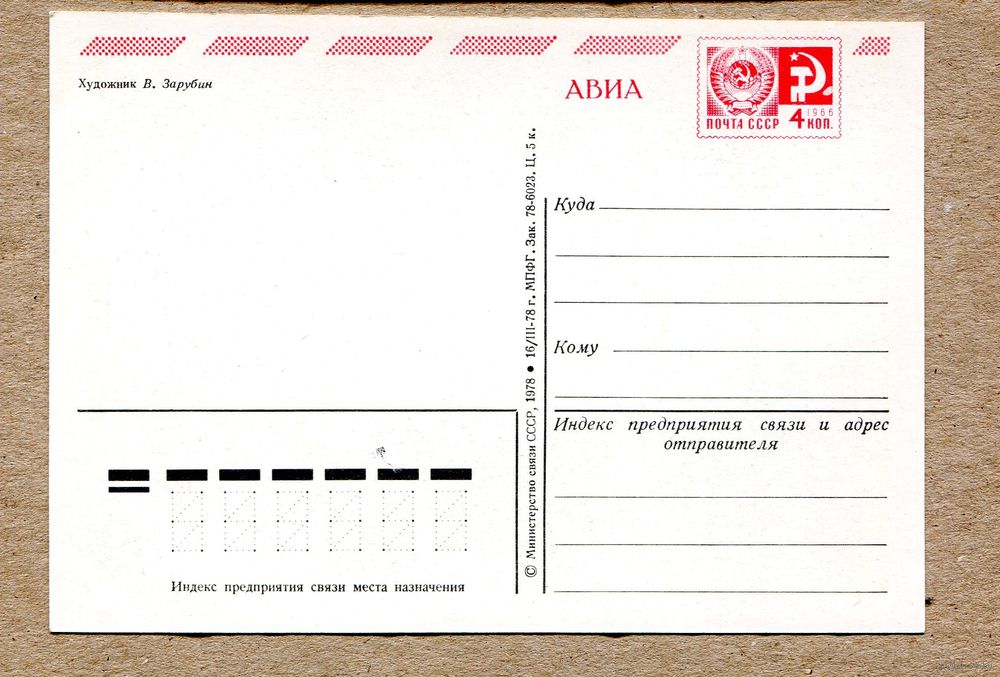 Художник В. Зарубин
АВИА
1966
ПОЧТА СССР 4 КОП.
© Министерство связи СССР, 1978 ● 16/III-78 г. МПФГ. Зак. 78-6023. Ц. 5 к.
Куда
Кому
Индекс предприятия связи и адрес
отправителя
Индекс предприятия связи места назначения